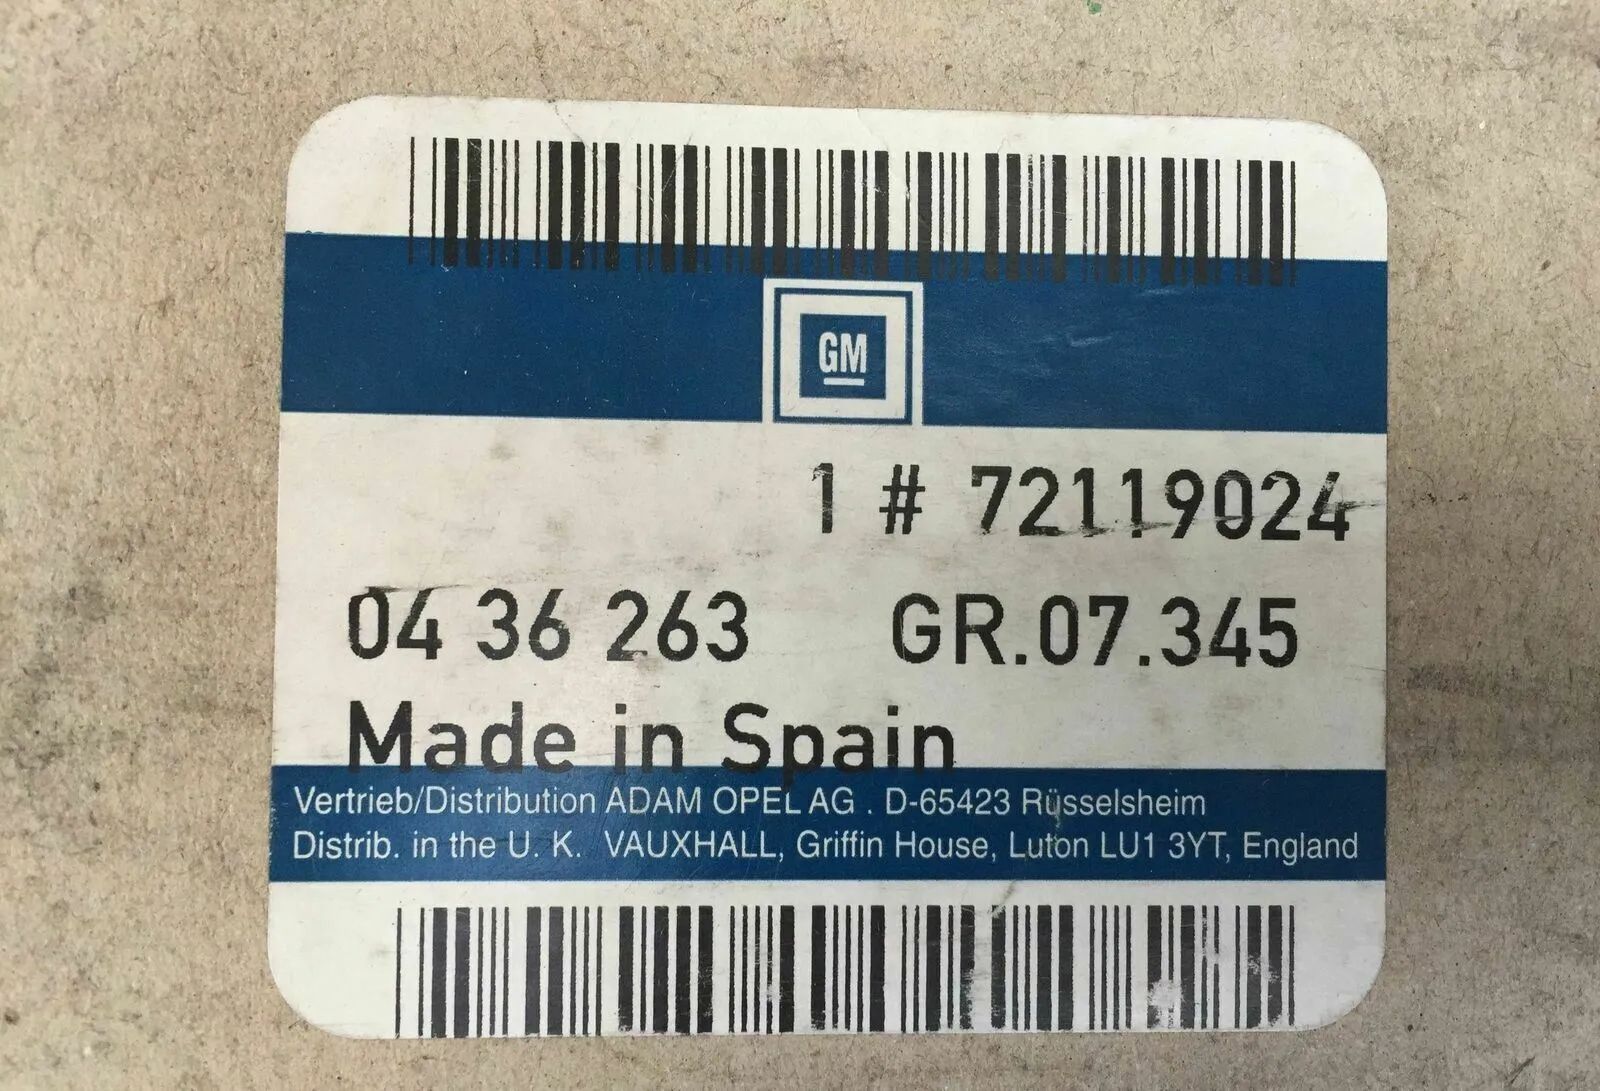 GM
1 # 72119024
04 36 263 GR.07.345
Made in Spain
Vertrieb/Distribution ADAM OPEL AG . D-65423 Rüsselsheim
Distrib. in the U. K. VAUXHALL, Griffin House, Luton LU1 3YT, England